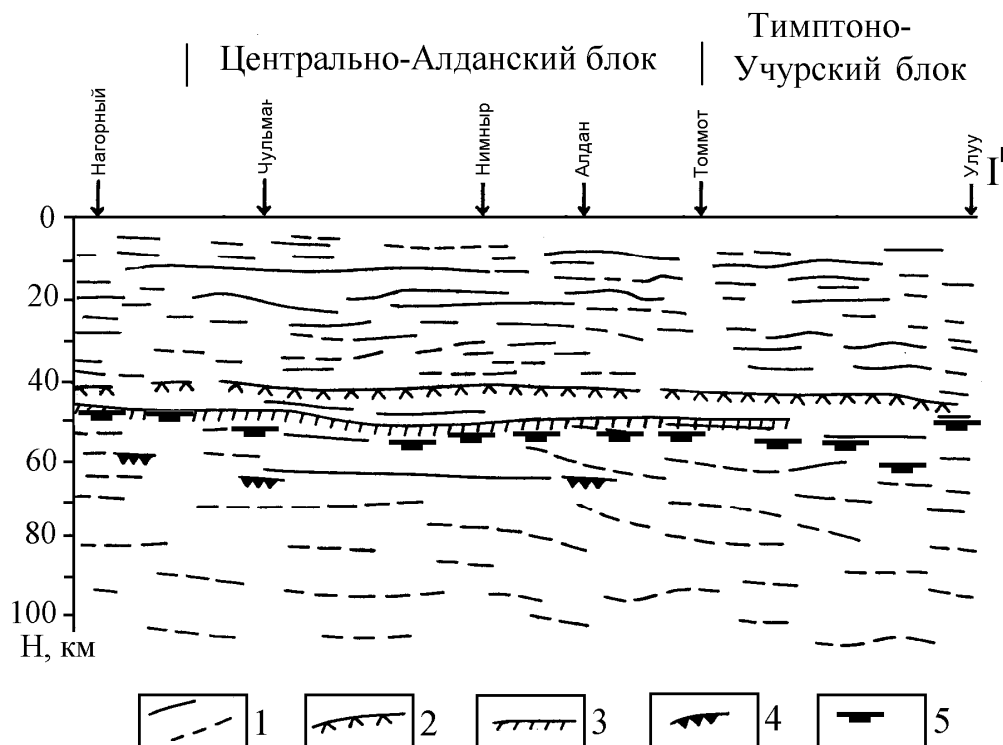 Тимптоно-
Центрально-Алданский блок
Учурский блок
Нагорный
Чульман
Нимныр
Алдан
Томмот
Улуу
I
0
20
40
60
80
100
Н, км
1
2
3
4
5